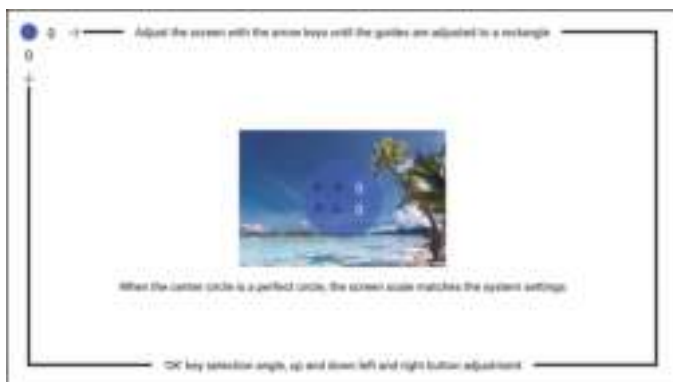 0
Adjust the screen with the arrow keys until the guides are adjusted to a rectangle
0
0
0
When the center circle is a perfect circle, the screen scale matches the system settings
'OK' key selection angle, up and down left and right button adjustment